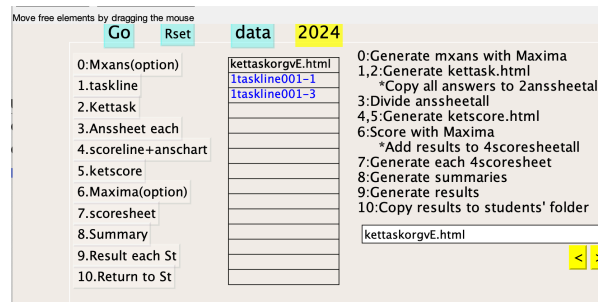 Move free elements by dragging the mouse
Go Rset data 2024
0:Mxans(option)
1.taskline
2.Kettask
3.Anssheet each
4.scoreline+anschart
5.ketscore
6.Maxima(option)
7.scoresheet
8.Summary
9.Result each St
10.Return to St
kettaskorgvE.html
1taskline001-1
1taskline001-3
0:Generate mxans with Maxima
1,2:Generate kettask.html
*Copy all answers to 2anssheetal
3:Divide anssheetall
4,5:Generate ketscore.html
6:Score with Maxima
*Add results to 4scoresheetall
7:Generate each 4scoresheet
8:Generate summaries
9:Generate results
10:Copy results to students' folder
kettaskorgvE.html
< >